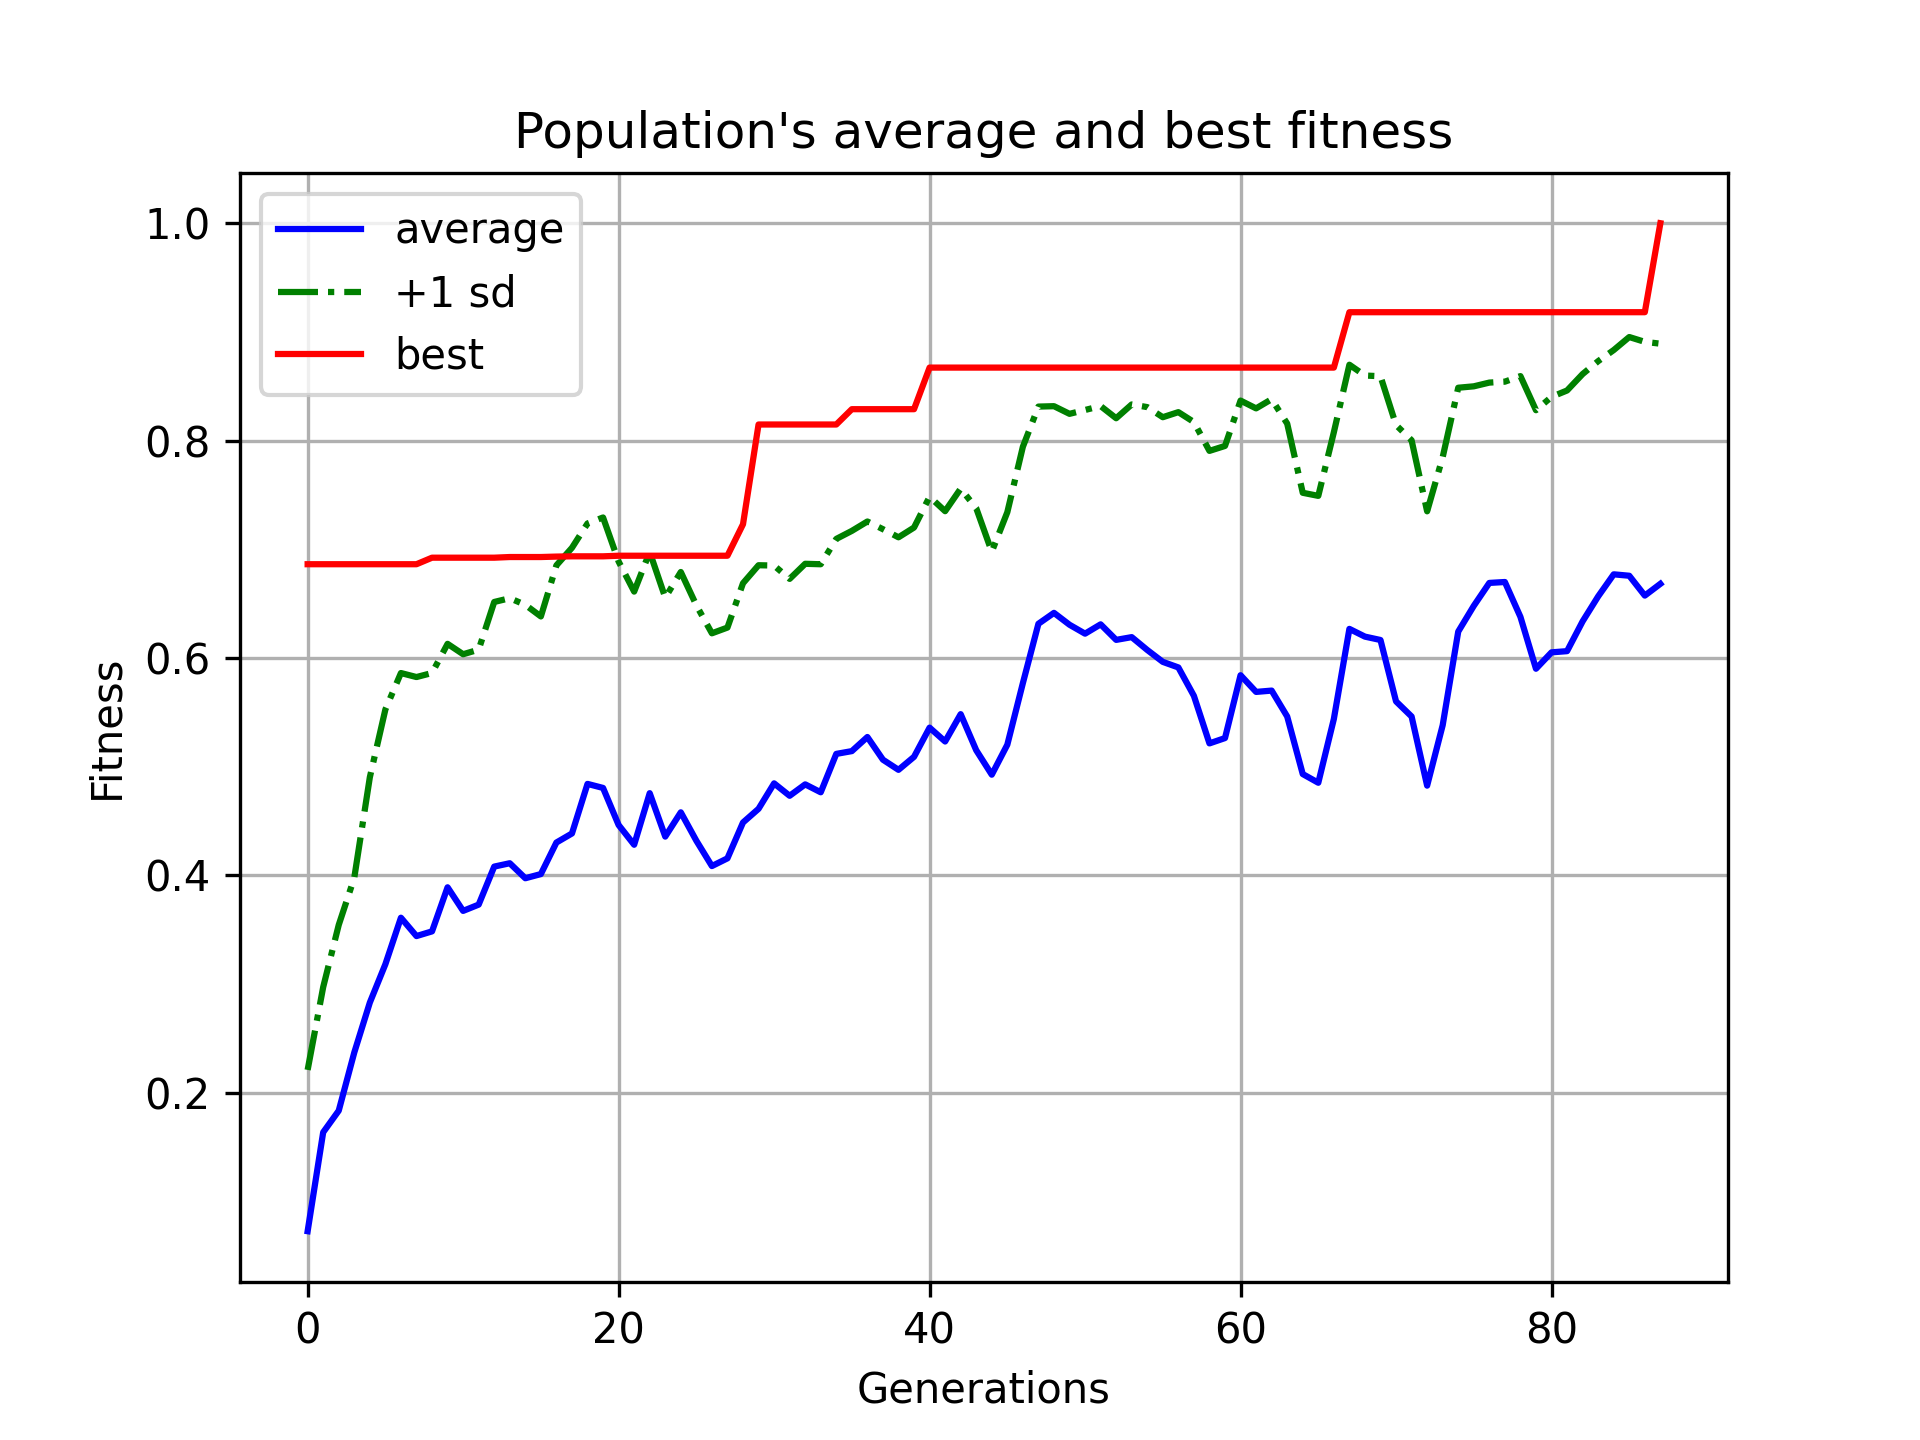 Population's average and best fitness
average
+1 sd
best
1.0
0.8
0.6
0.4
0.2
Fitness
0 20 40 60 80
Generations